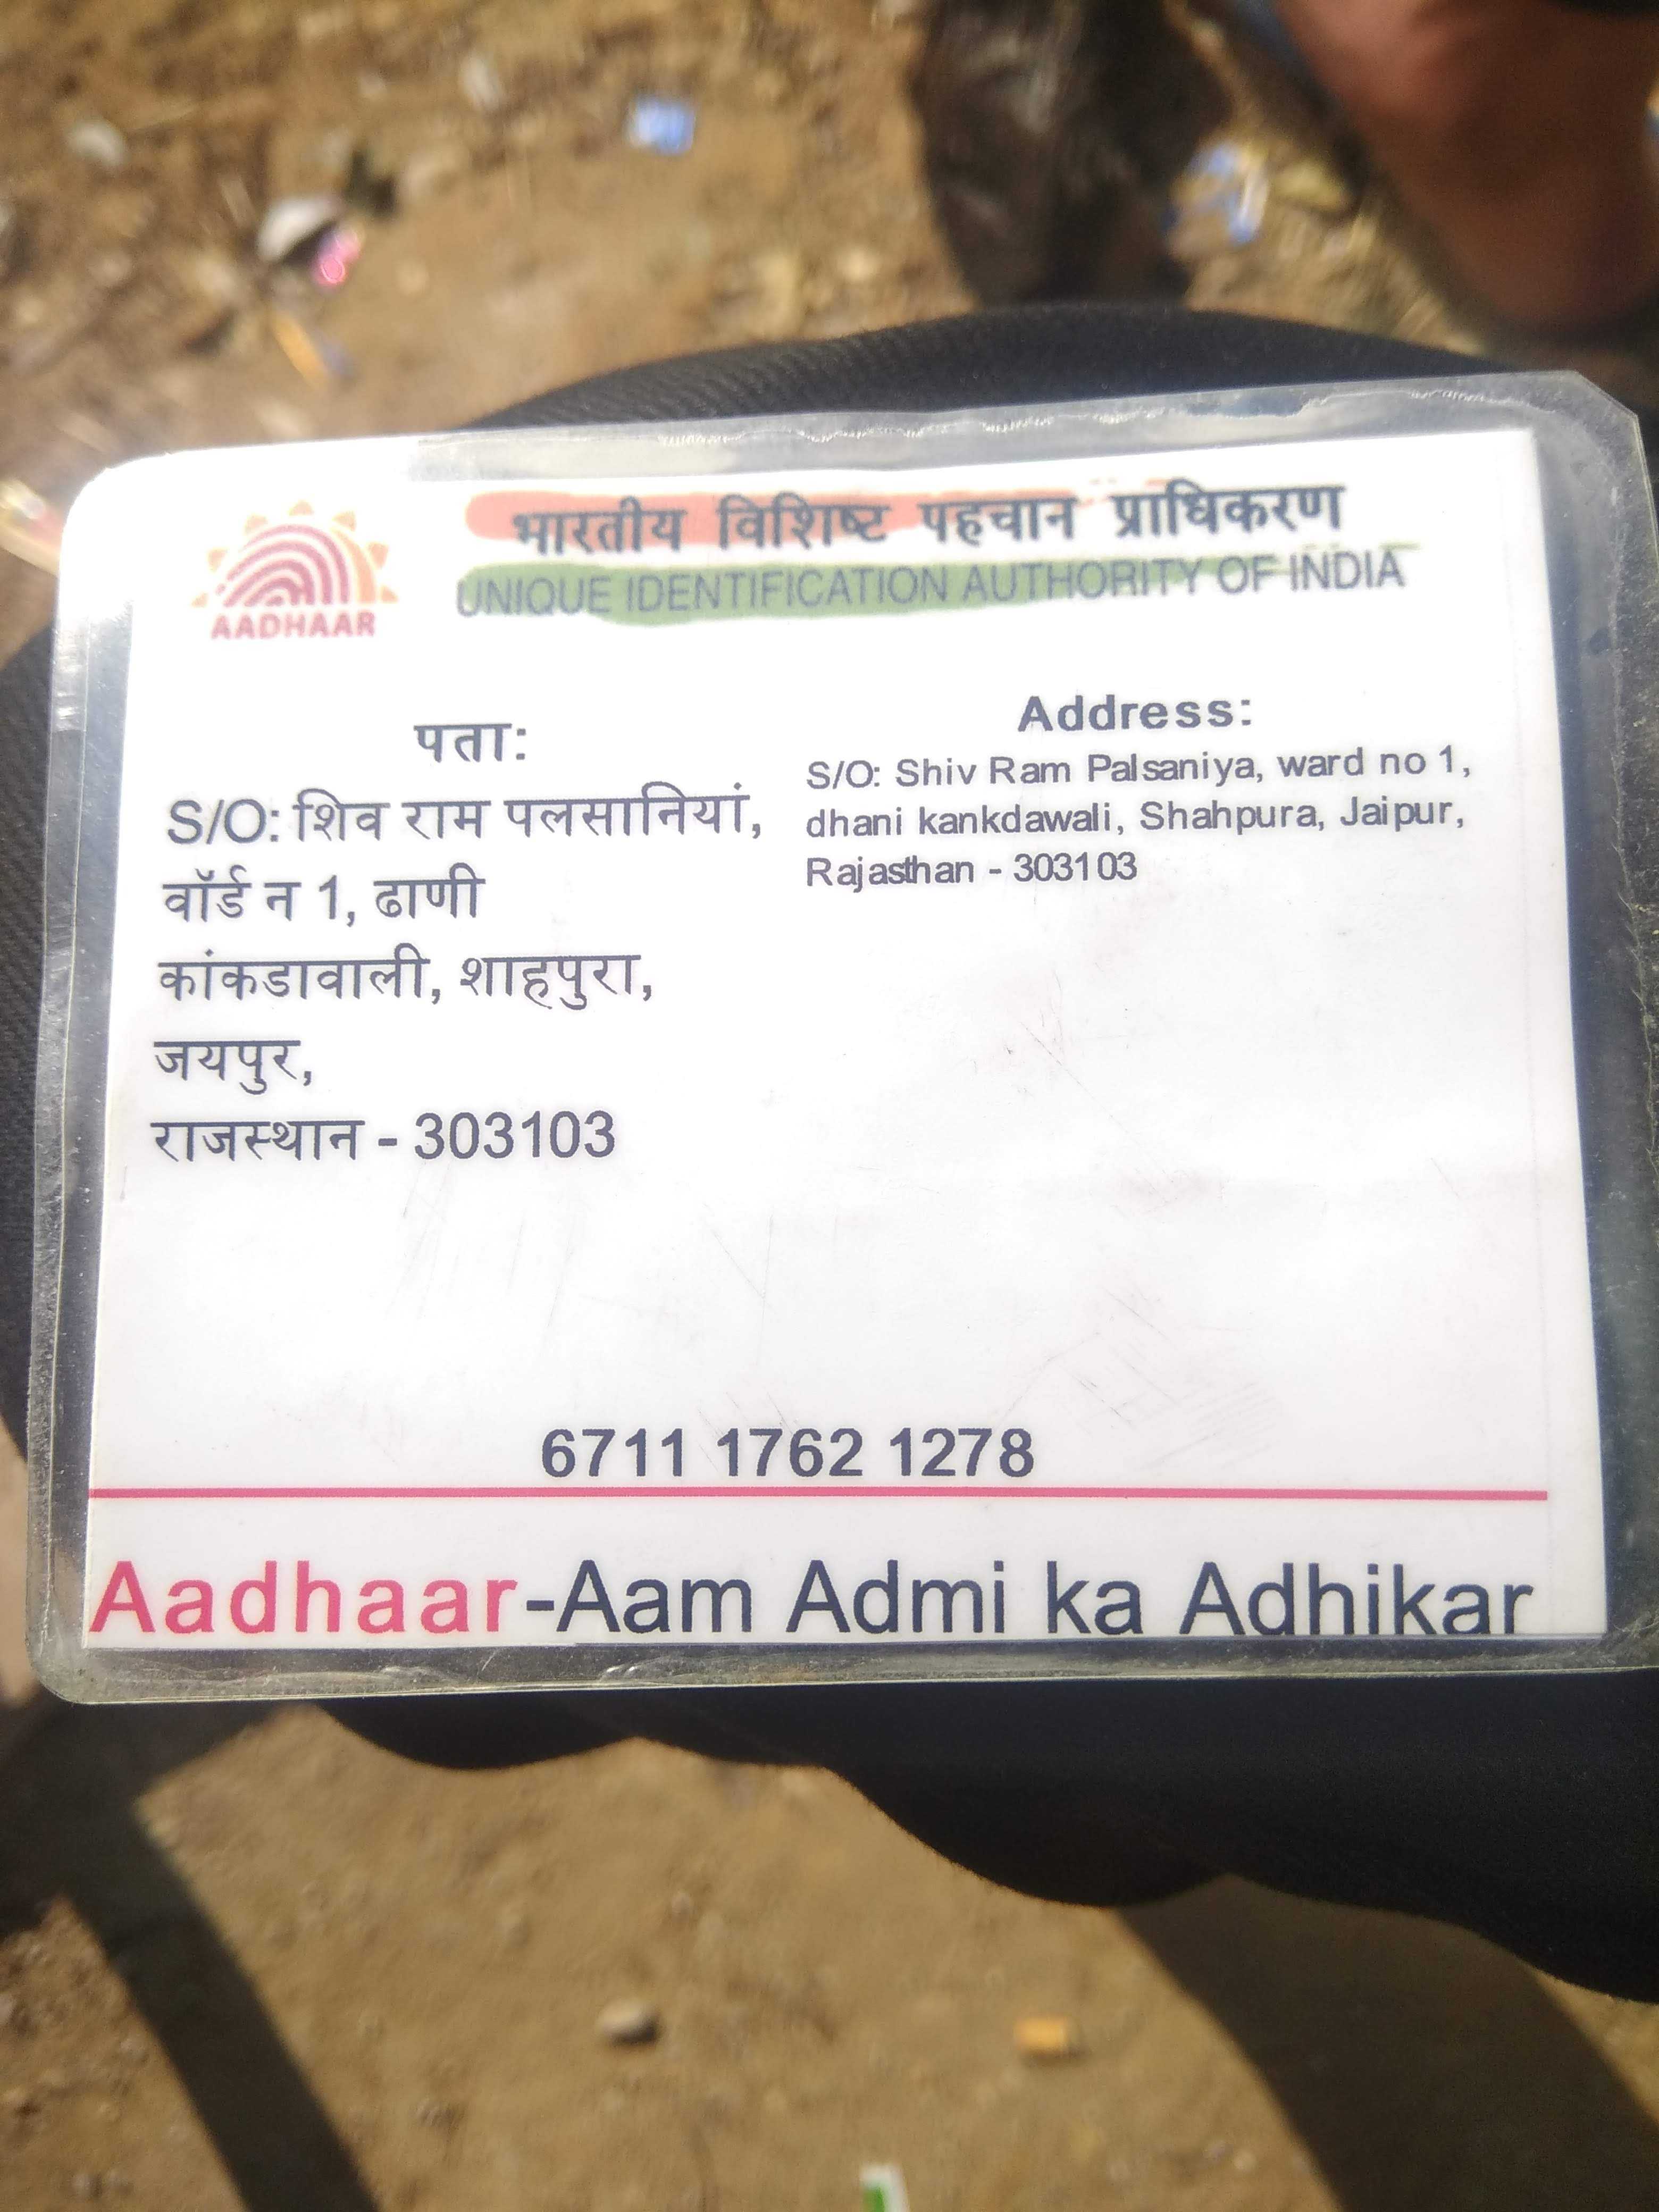 भारतीय विशिष्ट पहचान प्राधिकरण
UNIQUE IDENTIFICATION AUTHORITY OF INDIA
AADHAAR
पता:
S/O: शिव राम पलसानियां,
वॉर्ड न 1, ढाणी
कांकडावाली, शाहपुरा,
जयपुर,
राजस्थान - 303103
Address:
S/O: Shiv Ram Palsaniya, ward no 1,
dhani kankdawali, Shahpura, Jaipur,
Rajasthan - 303103
6711 1762 1278
Aadhaar-Aam Admi ka Adhikar